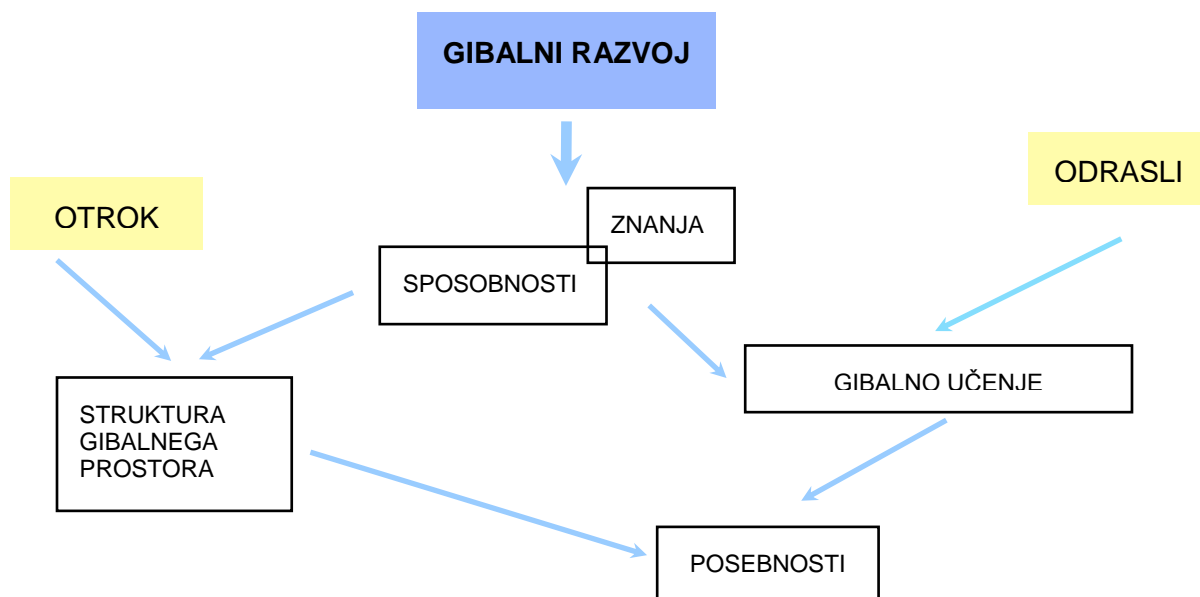 GIBALNI RAZVOJ
ODRASLI
OTROK
ZNANJA
SPOSOBNOSTI
GIBALNO UČENJE
STRUKTURA
GIBALNEGA
PROSTORA
POSEBNOSTI